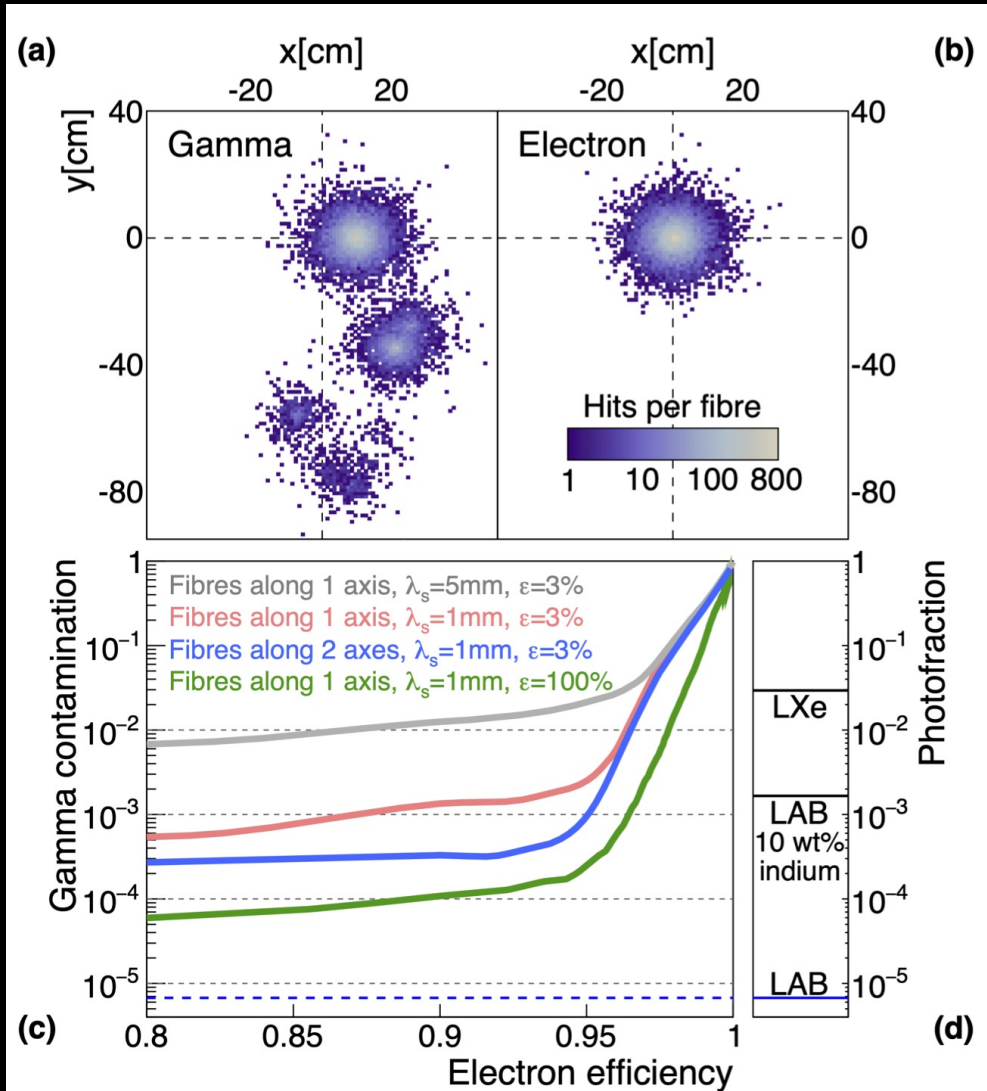 (a)
x[cm]
x[cm]
(b)
-20
20
-20
20
40
40
y[cm]
Gamma
Electron
0
0
-40
-40
Hits per fibre
1
10
100
800
-80
-80
1
Fibres along 1 axis, λₛ=5mm, ε=3%
Fibres along 1 axis, λₛ=1mm, ε=3%
Fibres along 2 axes, λₛ=1mm, ε=3%
Fibres along 1 axis, λₛ=1mm, ε=100%
Gamma contamination
10⁻¹
10⁻²
10⁻³
10⁻⁴
10⁻⁵
LXe
LAB
10 wt%
indium
LAB
1
10⁻¹
10⁻²
10⁻³
10⁻⁴
10⁻⁵
Photofraction
(c)
0.8
0.85
0.9
0.95
1
(d)
Electron efficiency